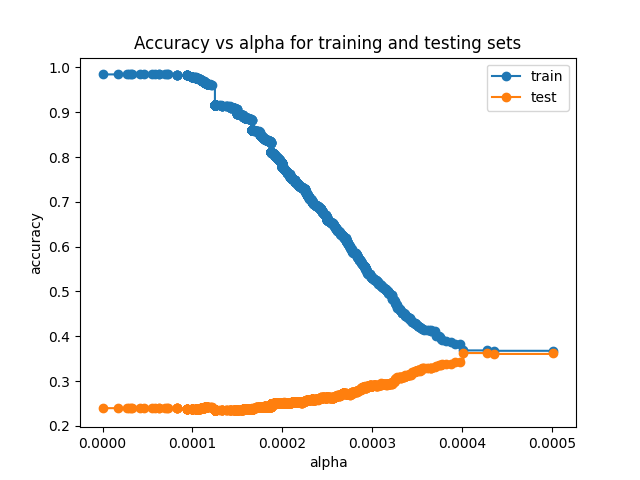 Accuracy vs alpha for training and testing sets
train
test
1.0
0.9
0.8
0.7
0.6
0.5
0.4
0.3
0.2
accuracy
0.0000 0.0001 0.0002 0.0003 0.0004 0.0005
alpha